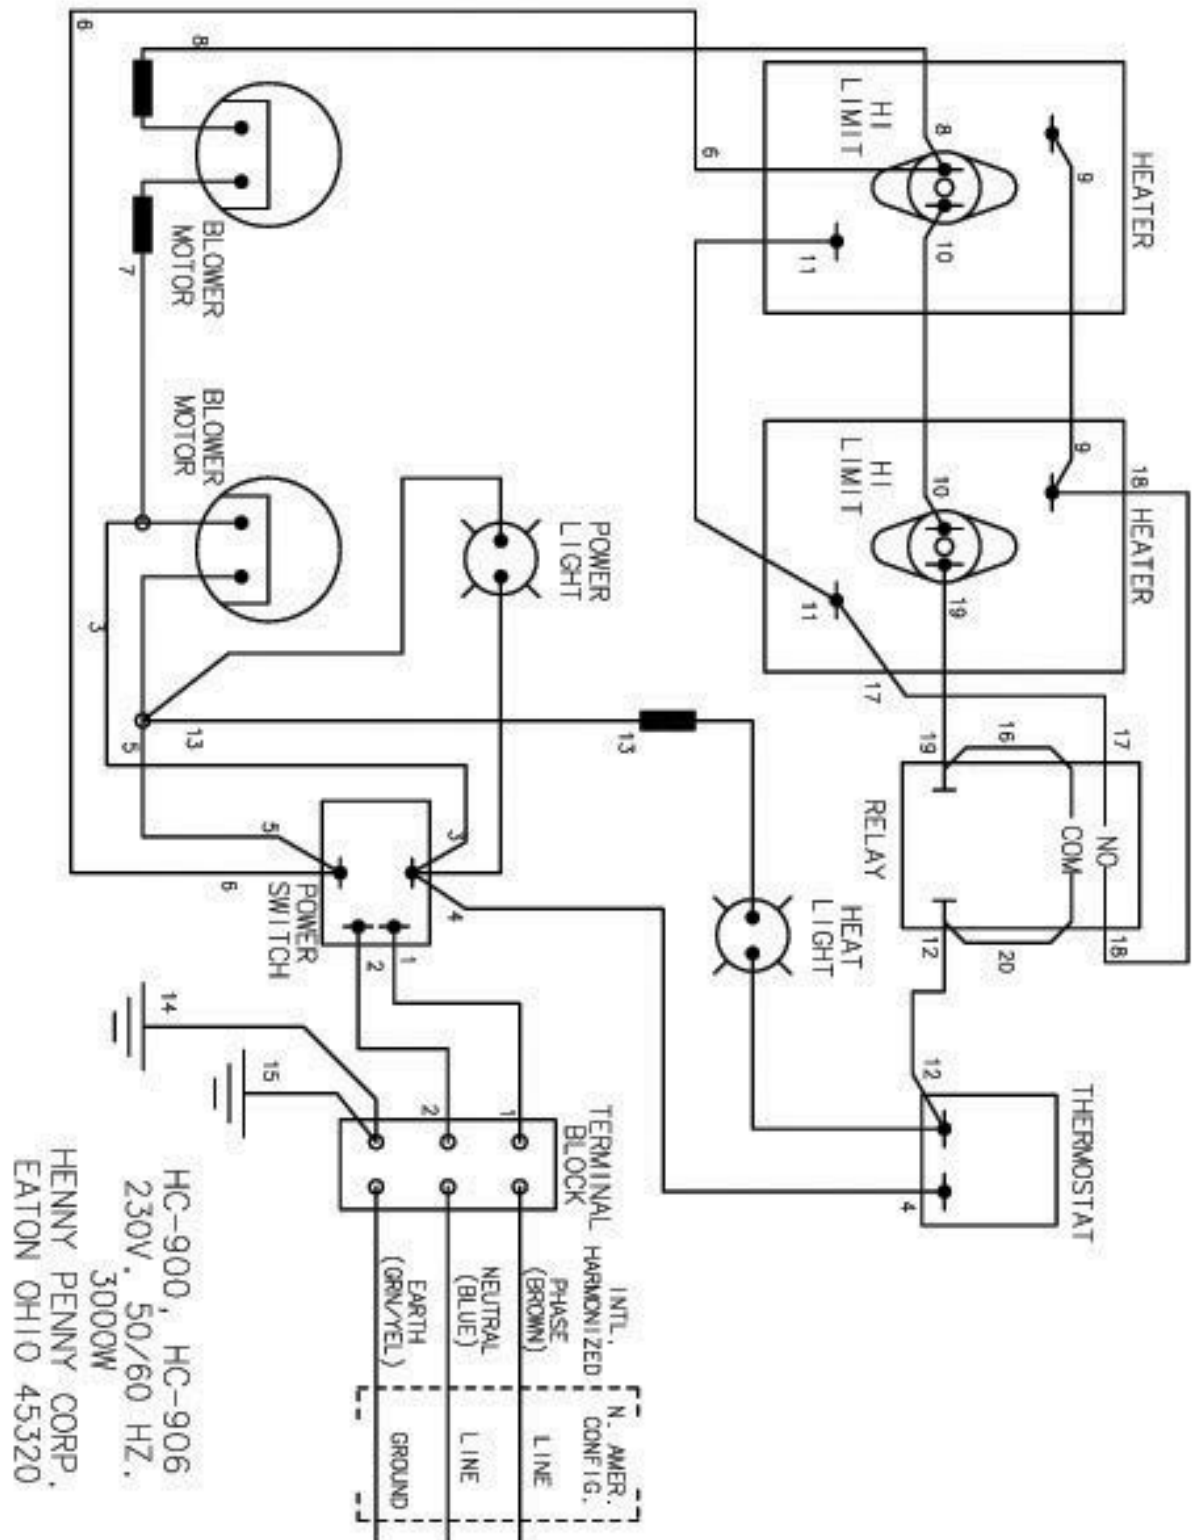 HEATER
18 HEATER
17
18
THERMOSTAT
9
9
NO
COM
16
20
8
10
10
19
19
12
12
HI
LIMIT
HI
LIMIT
RELAY
17
4
HEAT
LIGHT
11
11
6
13
POWER
LIGHT
INTL.
HARMONIZED
N. AMER.
CONFIG.
TERMINAL
BLOCK
PHASE
(BROWN)
LINE
1
NEUTRAL
(BLUE)
LINE
3
4
2
1
2
EARTH
(GRN/YEL)
GROUND
POWER
SWITCH
5
15
6
BLOWER
MOTOR
BLOWER
MOTOR
8
13
14
7
5
3
6
HC-900, HC-906
230V, 50/60 HZ.
3000W
HENNY PENNY CORP.
EATON OHIO 45320